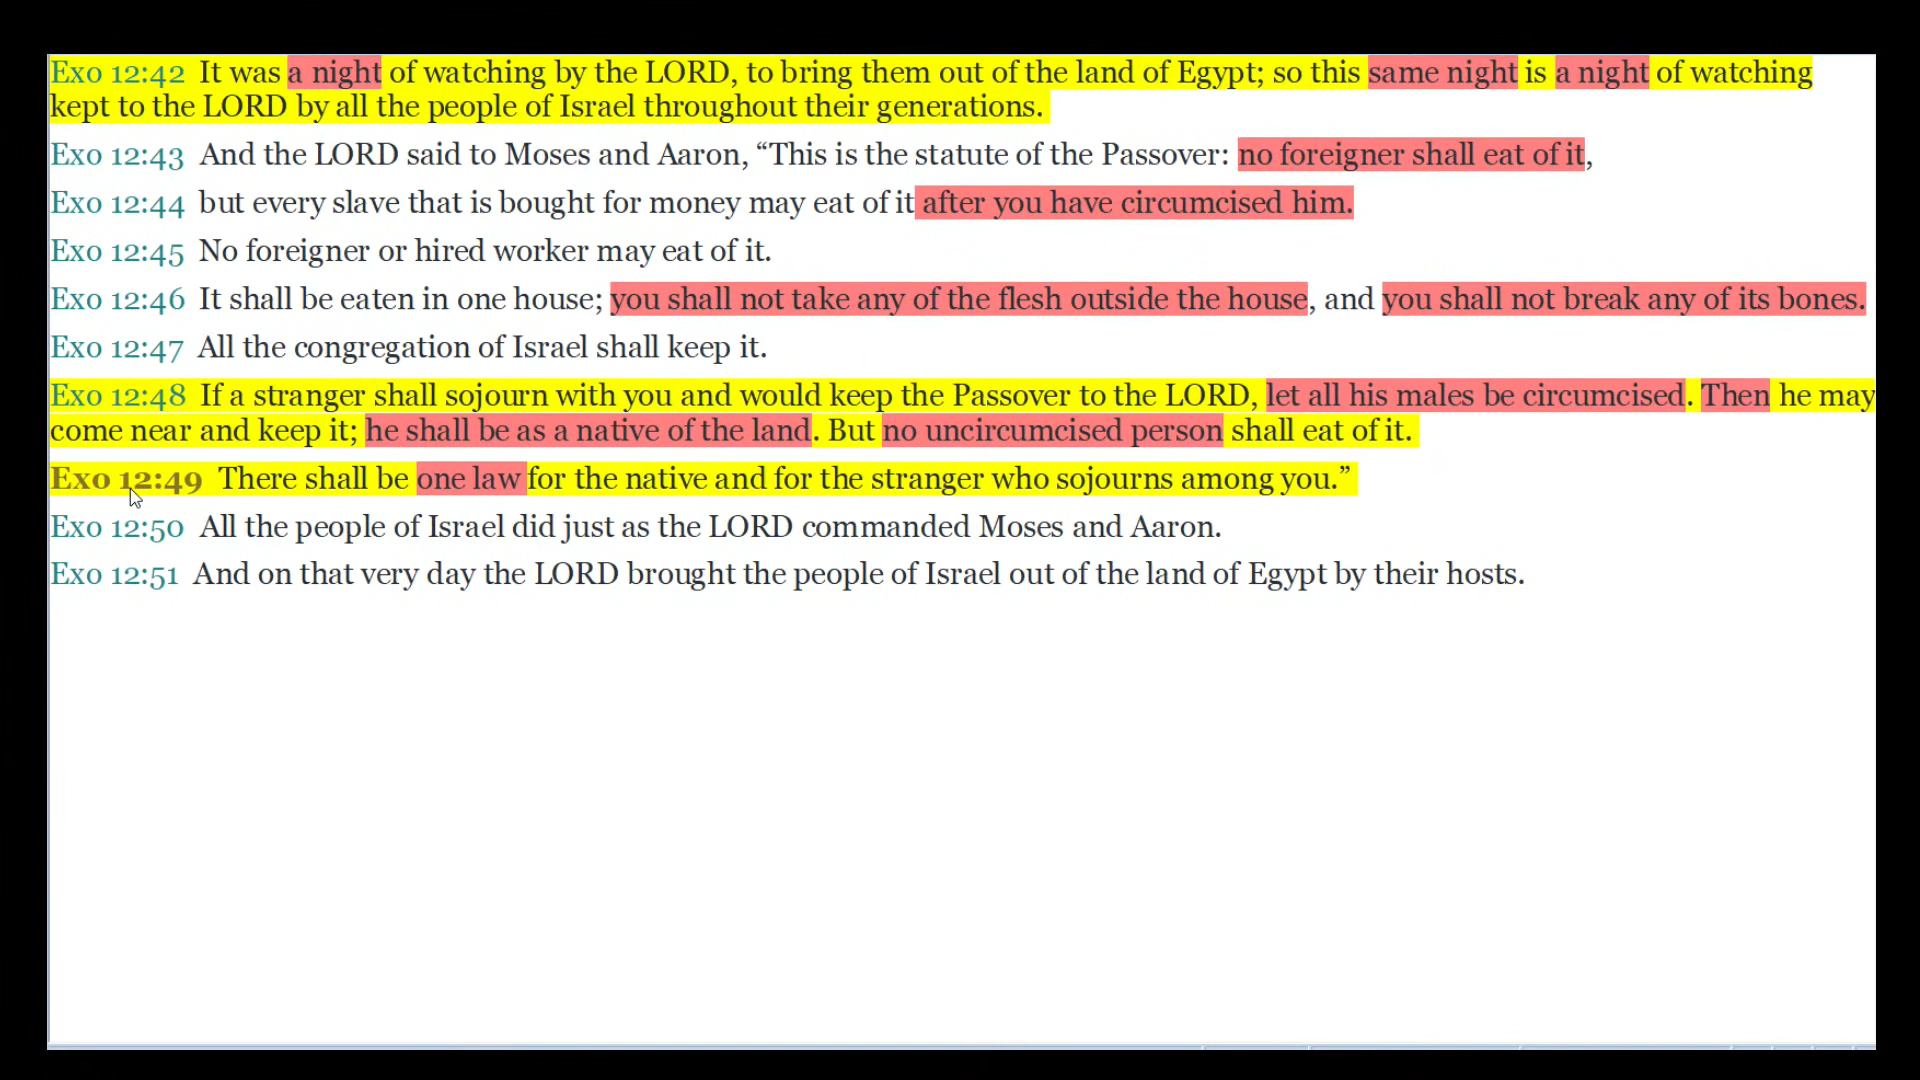 Exo 12:42 It was a night of watching by the LORD, to bring them out of the land of Egypt; so this same night is a night of watching
kept to the LORD by all the people of Israel throughout their generations.
Exo 12:43 And the LORD said to Moses and Aaron, “This is the statute of the Passover: no foreigner shall eat of it,
Exo 12:44 but every slave that is bought for money may eat of it after you have circumcised him.
Exo 12:45 No foreigner or hired worker may eat of it.
Exo 12:46 It shall be eaten in one house; you shall not take any of the flesh outside the house, and you shall not break any of its bones.
Exo 12:47 All the congregation of Israel shall keep it.
Exo 12:48 If a stranger shall sojourn with you and would keep the Passover to the LORD, let all his males be circumcised. Then he may
come near and keep it; he shall be as a native of the land. But no uncircumcised person shall eat of it.
Exo 12:49 There shall be one law for the native and for the stranger who sojourns among you.”
Exo 12:50 All the people of Israel did just as the LORD commanded Moses and Aaron.
Exo 12:51 And on that very day the LORD brought the people of Israel out of the land of Egypt by their hosts.